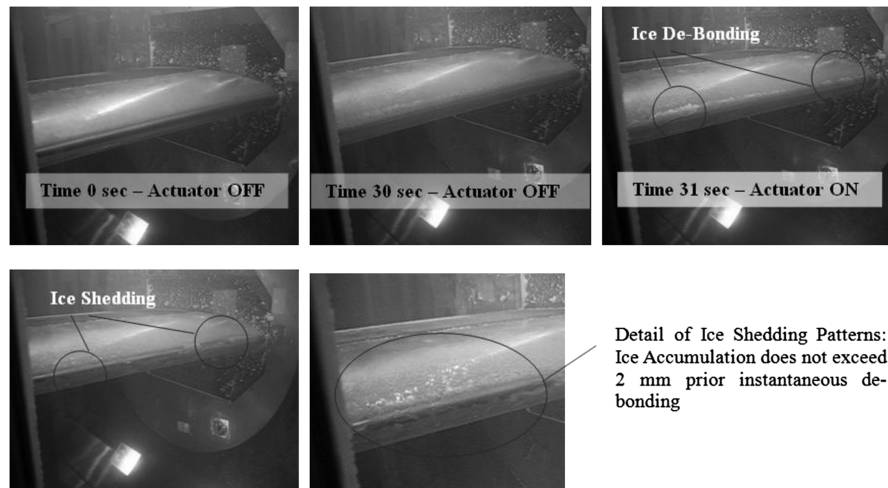 Ice De-Bonding
Time 0 sec – Actuator OFF
Time 30 sec – Actuator OFF
Time 31 sec – Actuator ON
Ice Shedding
Detail of Ice Shedding Patterns:
Ice Accumulation does not exceed
2 mm prior instantaneous de-
bonding